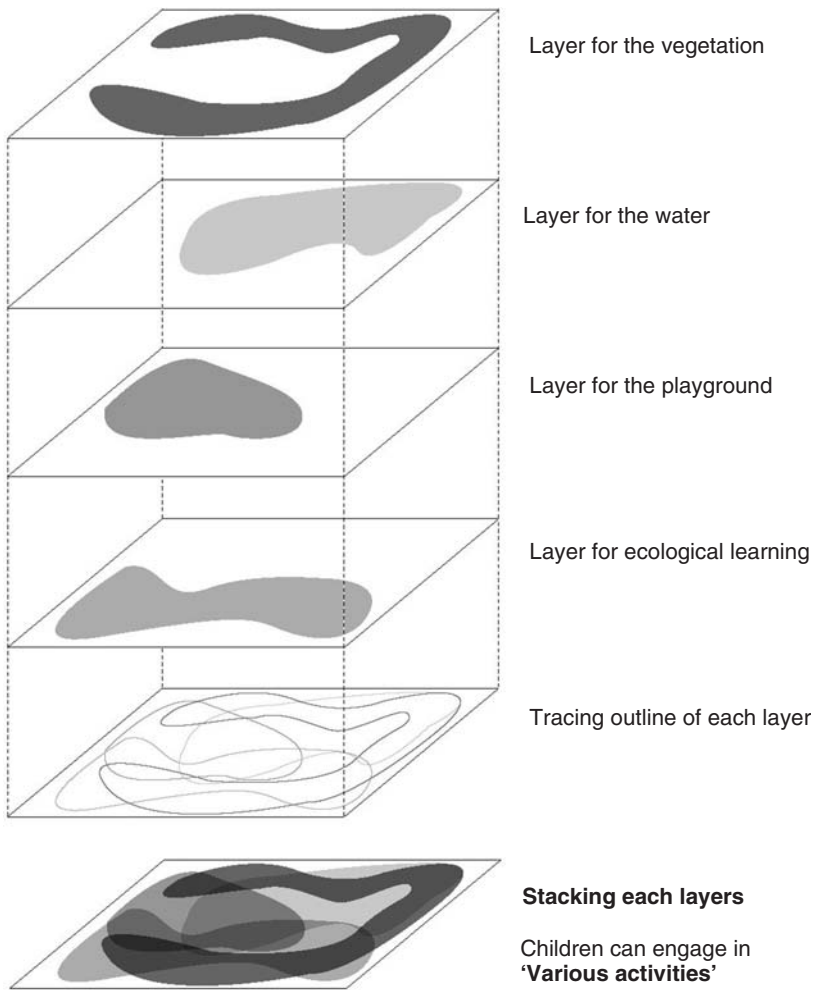 Layer for the vegetation
Layer for the water
Layer for the playground
Layer for ecological learning
Tracing outline of each layer
Stacking each layers
Children can engage in
‘Various activities’